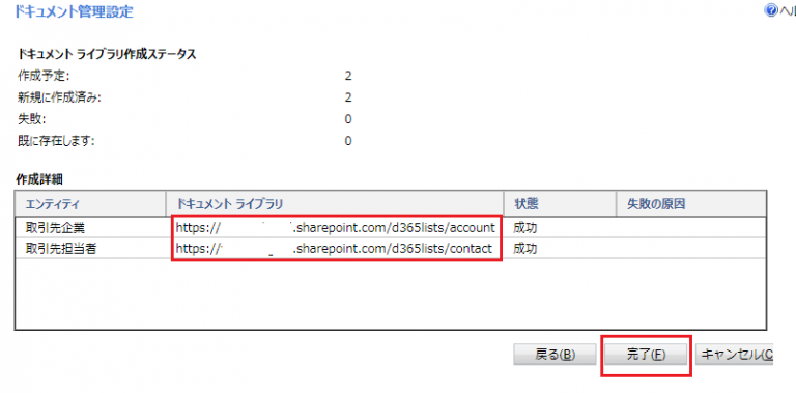 ドキュメント管理設定
ヘル
ドキュメント ライブラリ作成ステータス
作成予定: 2
新規に作成済み: 2
失敗: 0
既に存在します: 0
作成詳細
エンティティ ドキュメント ライブラリ 状態 失敗の原因
取引先企業 https:// .sharepoint.com/d365lists/account 成功
取引先担当者 https:// .sharepoint.com/d365lists/contact 成功
戻る(B) 完了(F) キャンセル(C